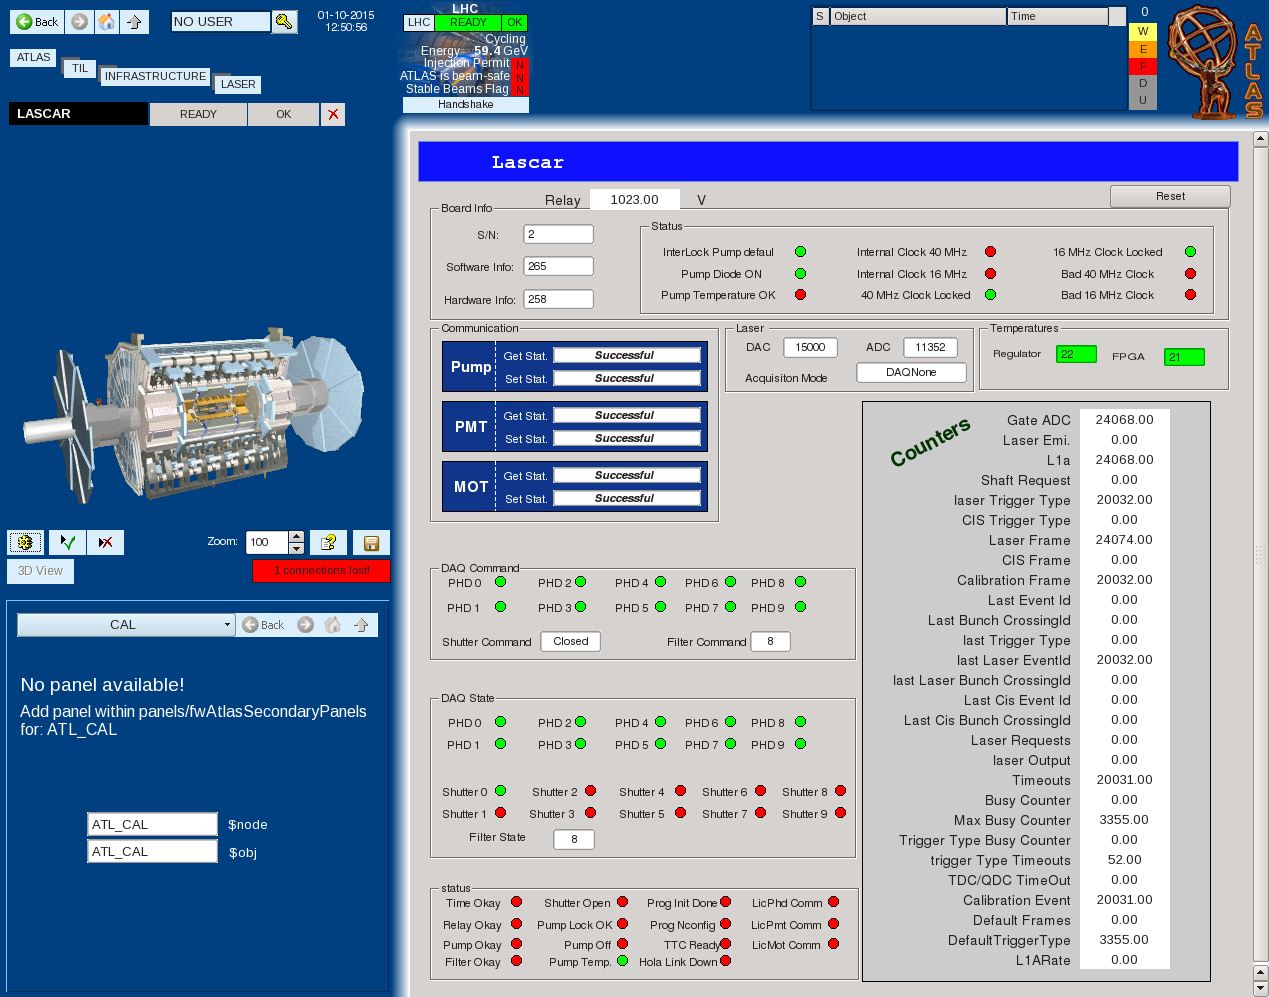 Back
NO USER
01-10-2015
12:50:56
ATLAS
TIL
INFRASTRUCTURE
LASER
LASCAR READY OK
LHC
LHC READY OK
Cycling
Energy 59.4 GeV
Injection Permit N
ATLAS is beam-safe N
Stable Beams Flag N
Handshake
S Object Time
0
W
E
F
D
U
ATLAS
Lascar
Relay 1023.00 V
Reset
Board Info
S/N: 2
Software Info: 265
Hardware Info: 258
Status
InterLock Pump defaul Internal Clock 40 MHz 16 MHz Clock Locked
Pump Diode ON Internal Clock 16 MHz Bad 40 MHz Clock
Pump Temperature OK 40 MHz Clock Locked Bad 16 MHz Clock
Communication
Pump
Get Stat. Successful
Set Stat. Successful
PMT
Get Stat. Successful
Set Stat. Successful
MOT
Get Stat. Successful
Set Stat. Successful
Laser
DAC 15000 ADC 11352
Acquisiton Mode DAQNone
Temperatures
Regulator 22 FPGA 21
Counters
Gate ADC 24068.00
Laser Emi. 0.00
L1a 24068.00
Shaft Request 0.00
laser Trigger Type 20032.00
CIS Trigger Type 0.00
Laser Frame 24074.00
CIS Frame 0.00
Calibration Frame 20032.00
Last Event Id 0.00
Last Bunch CrossingId 0.00
last Trigger Type 0.00
last Laser EventId 20032.00
last Laser Bunch CrossingId 0.00
Last Cis Event Id 0.00
Last Cis Bunch CrossingId 0.00
Laser Requests 0.00
laser Output 0.00
Timeouts 20031.00
Busy Counter 0.00
Max Busy Counter 3355.00
Trigger Type Busy Counter 0.00
trigger Type Timeouts 52.00
TDC/QDC TimeOut 0.00
Calibration Event 20031.00
Default Frames 0.00
DefaultTriggerType 3355.00
L1ARate 0.00
DAQ Command
PHD 0 PHD 2 PHD 4 PHD 6 PHD 8
PHD 1 PHD 3 PHD 5 PHD 7 PHD 9
Shutter Command Closed Filter Command 8
DAQ State
PHD 0 PHD 2 PHD 4 PHD 6 PHD 8
PHD 1 PHD 3 PHD 5 PHD 7 PHD 9
Shutter 0 Shutter 2 Shutter 4 Shutter 6 Shutter 8
Shutter 1 Shutter 3 Shutter 5 Shutter 7 Shutter 9
Filter State 8
status
Time Okay Shutter Open Prog Init Done LicPhd Comm
Relay Okay Pump Lock OK Prog Nconfig LicPmt Comm
Pump Okay Pump Off TTC Ready LicMot Comm
Filter Okay Pump Temp. Hola Link Down
Zoom: 100
3D View
1 connections lost!
CAL
Back
No panel available!
Add panel within panels/fwAtlasSecondaryPanels
for: ATL_CAL
ATL_CAL $node
ATL_CAL $obj